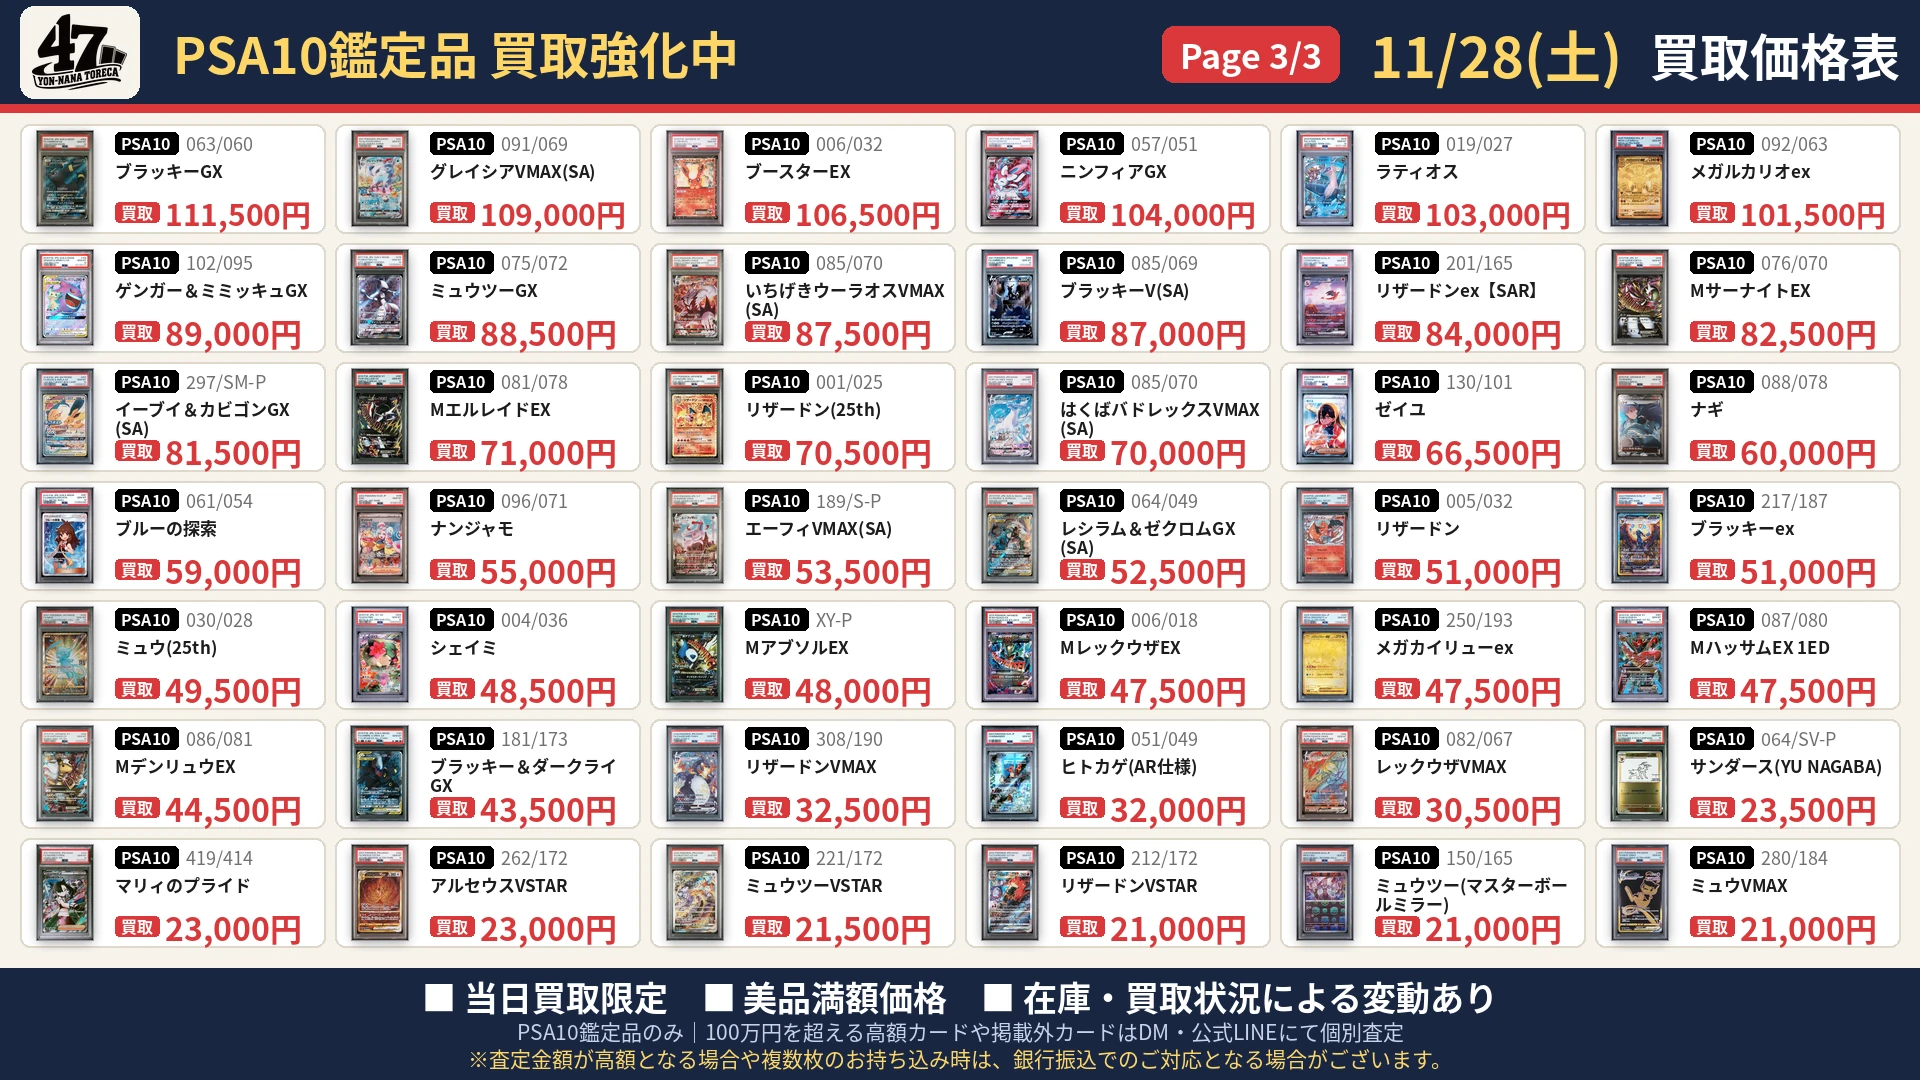 47
YON-NANA TORECA
PSA10鑑定品 買取強化中
Page 3/3
11/28(土) 買取価格表
PSA10 063/060
ブラッキーGX
買取 111,500円
PSA10 091/069
グレイシアVMAX(SA)
買取 109,000円
PSA10 006/032
ブースターEX
買取 106,500円
PSA10 057/051
ニンフィアGX
買取 104,000円
PSA10 019/027
ラティオス
買取 103,000円
PSA10 092/063
メガルカリオex
買取 101,500円
PSA10 102/095
ゲンガー＆ミミッキュGX
買取 89,000円
PSA10 075/072
ミュウツーGX
買取 88,500円
PSA10 085/070
いちげきウーラオスVMAX
(SA)
買取 87,500円
PSA10 085/069
ブラッキーV(SA)
買取 87,000円
PSA10 201/165
リザードンex【SAR】
買取 84,000円
PSA10 076/070
MサーナイトEX
買取 82,500円
PSA10 297/SM-P
イーブイ＆カビゴンGX
(SA)
買取 81,500円
PSA10 081/078
MエルレイドEX
買取 71,000円
PSA10 001/025
リザードン(25th)
買取 70,500円
PSA10 085/070
はくばバドレックスVMAX
(SA)
買取 70,000円
PSA10 130/101
ゼイユ
買取 66,500円
PSA10 088/078
ナギ
買取 60,000円
PSA10 061/054
ブルーの探索
買取 59,000円
PSA10 096/071
ナンジャモ
買取 55,000円
PSA10 189/S-P
エーフィVMAX(SA)
買取 53,500円
PSA10 064/049
レシラム＆ゼクロムGX
(SA)
買取 52,500円
PSA10 005/032
リザードン
買取 51,000円
PSA10 217/187
ブラッキーex
買取 51,000円
PSA10 030/028
ミュウ(25th)
買取 49,500円
PSA10 004/036
シェイミ
買取 48,500円
PSA10 XY-P
MアブソルEX
買取 48,000円
PSA10 006/018
MレックウザEX
買取 47,500円
PSA10 250/193
メガカイリューex
買取 47,500円
PSA10 087/080
MハッサムEX 1ED
買取 47,500円
PSA10 086/081
MデンリュウEX
買取 44,500円
PSA10 181/173
ブラッキー＆ダークライ
GX
買取 43,500円
PSA10 308/190
リザードンVMAX
買取 32,500円
PSA10 051/049
ヒトカゲ(AR仕様)
買取 32,000円
PSA10 082/067
レックウザVMAX
買取 30,500円
PSA10 064/SV-P
サンダース(YU NAGABA)
買取 23,500円
PSA10 419/414
マリィのプライド
買取 23,000円
PSA10 262/172
アルセウスVSTAR
買取 23,000円
PSA10 221/172
ミュウツーVSTAR
買取 21,500円
PSA10 212/172
リザードンVSTAR
買取 21,000円
PSA10 150/165
ミュウツー(マスターボー
ルミラー)
買取 21,000円
PSA10 280/184
ミュウVMAX
買取 21,000円
■ 当日買取限定 ■ 美品満額価格 ■ 在庫・買取状況による変動あり
PSA10鑑定品のみ｜100万円を超える高額カードや掲載外カードはDM・公式LINEにて個別査定
※査定金額が高額となる場合や複数枚のお持ち込み時は、銀行振込でのご対応となる場合がございます。